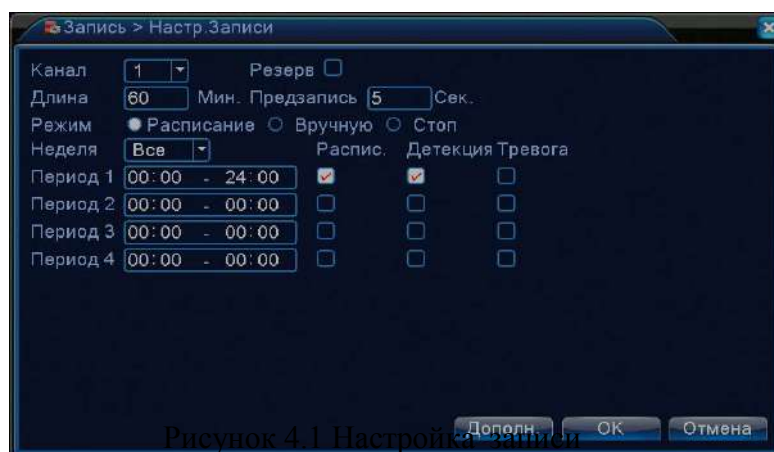 Запись > Настр.Записи
Канал 1 Резерв
Длина 60 Мин. Предзапись 5 Сек.
Режим Расписание Вручную Стоп
Неделя Все Распис. Детекция Тревога
Период 1 00:00 - 24:00
Период 2 00:00 - 00:00
Период 3 00:00 - 00:00
Период 4 00:00 - 00:00
Дополн. OK Отмена
Рисунок 4.1 Настройка записи